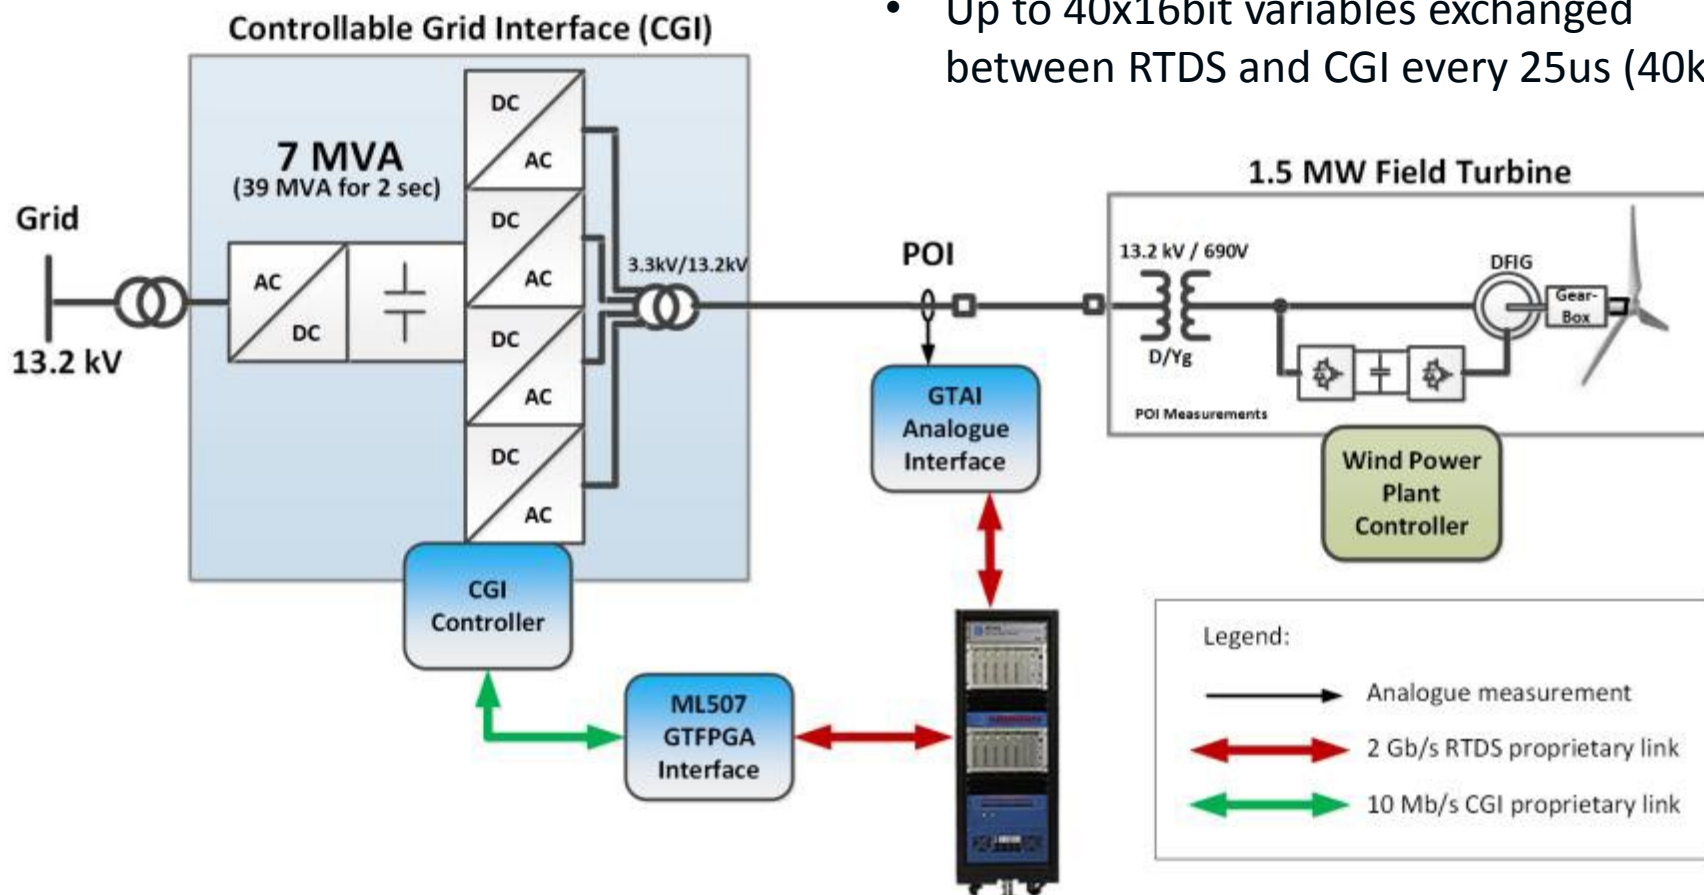 • Up to 40x16bit variables exchanged
between RTDS and CGI every 25us (40k
Controllable Grid Interface (CGI)
7 MVA
(39 MVA for 2 sec)
Grid
13.2 kV
AC
DC
DC
AC
DC
AC
DC
AC
DC
AC
3.3kV/13.2kV
POI
1.5 MW Field Turbine
13.2 kV / 690V
D/Yg
POI Measurements
DFIG
Gear-
Box
GTAI
Analogue
Interface
Wind Power
Plant
Controller
CGI
Controller
ML507
GTFPGA
Interface
Legend:
Analogue measurement
2 Gb/s RTDS proprietary link
10 Mb/s CGI proprietary link